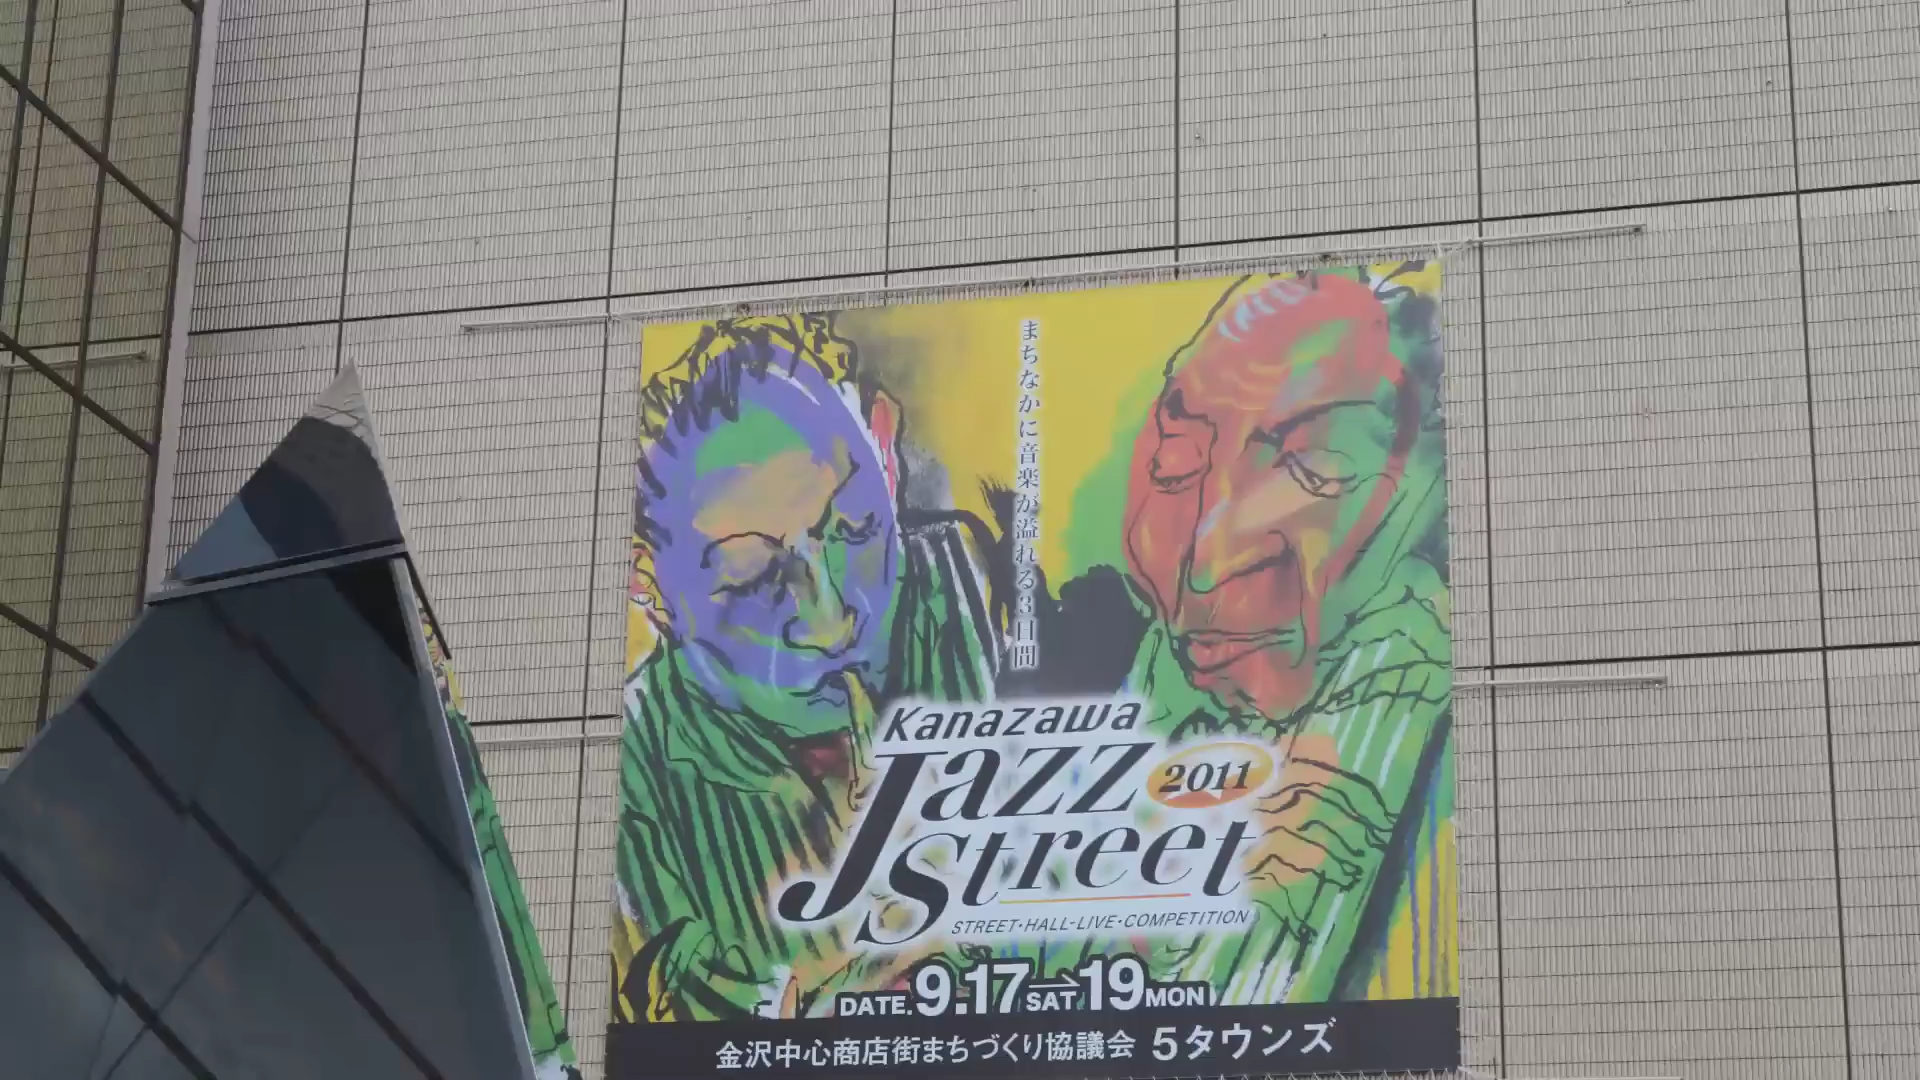 まちなかに音楽が溢れる3日間
Kanazawa
Jazz 2011
Street
STREET・HALL-LIVE・COMPETITION
DATE. 9.17 SAT → 19 MON
金沢中心商店街まちづくり協議会 5タウンズ